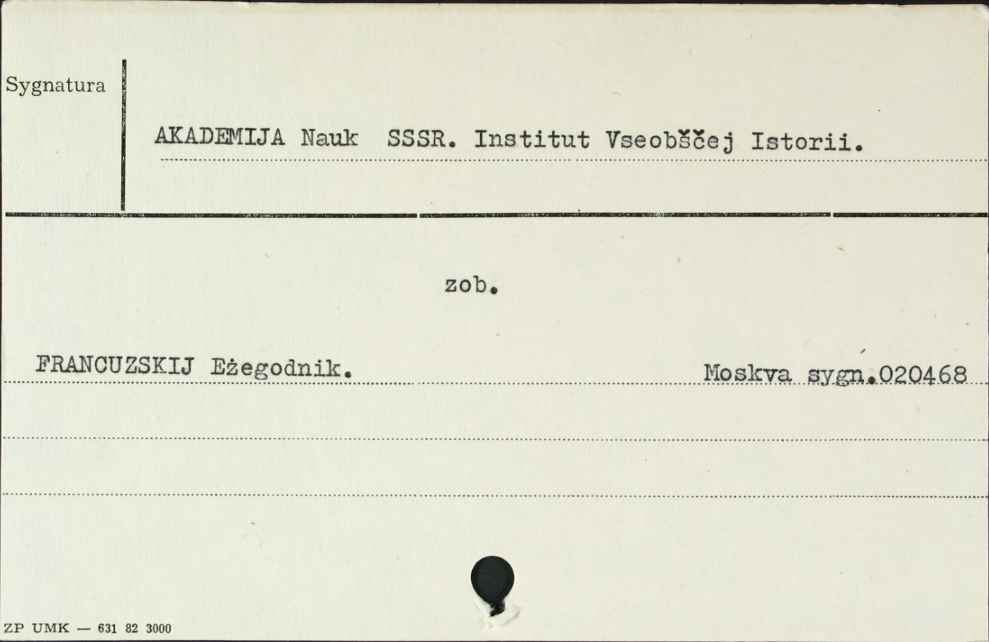 Sygnatura
AKADEMIJA Nauk SSSR. Institut Vseobščej Istorii.
zob.
FRANCUZSKIJ Eżegodnik. Moskva sygn.020468
ZP UMK — 631 82 3000